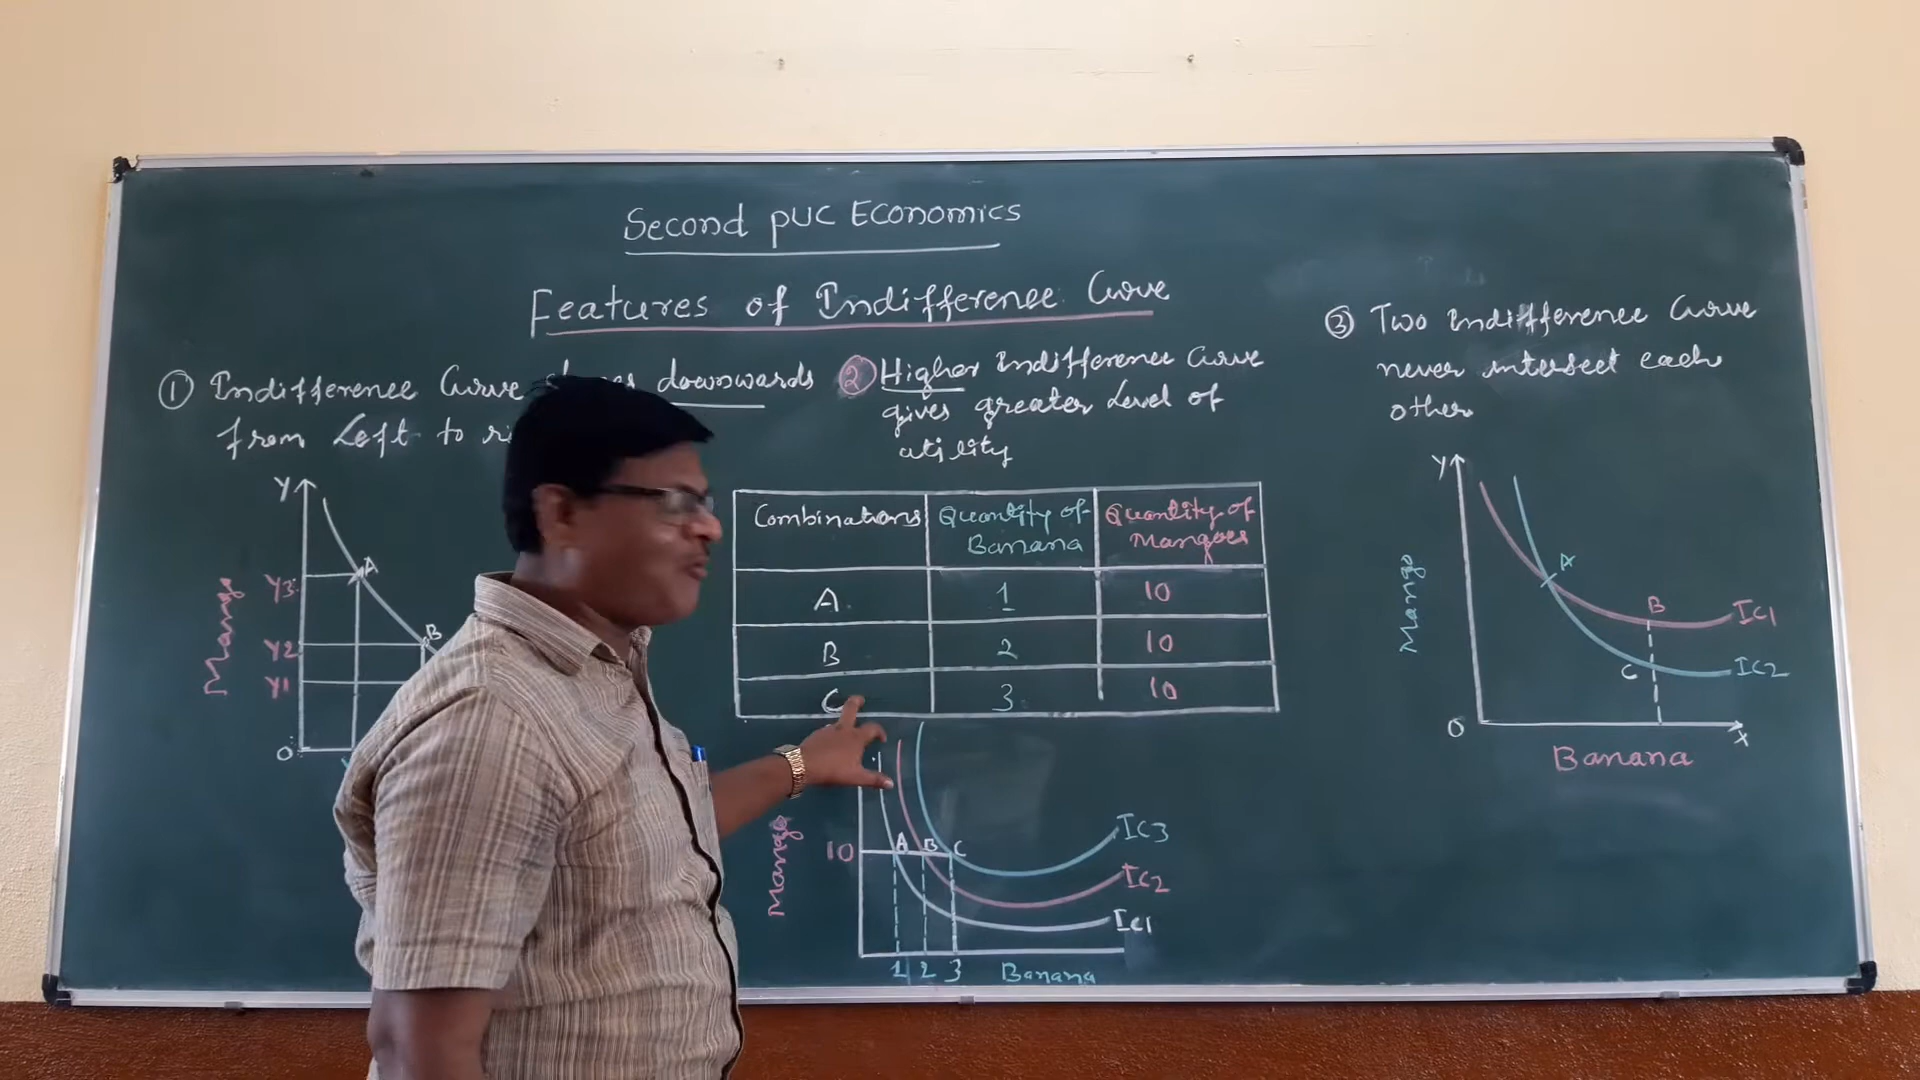 Second PUC Economics
Features of Indifference Curve
① Indifference Curve downwards
from Left to
Y
Y3
A
Y2
B
Y1
O
Mango
② Higher Indifference Curve
gives greater Level of
utility
Combinations Quantity of Banana Quantity of Mangoes
A 1 10
B 2 10
C 3 10
10 A B C
IC3
IC2
IC1
Mango
1 2 3 Banana
③ Two Indifference Curve
never intersect each
other
Y
A
B IC1
C IC2
Mango
O X
Banana